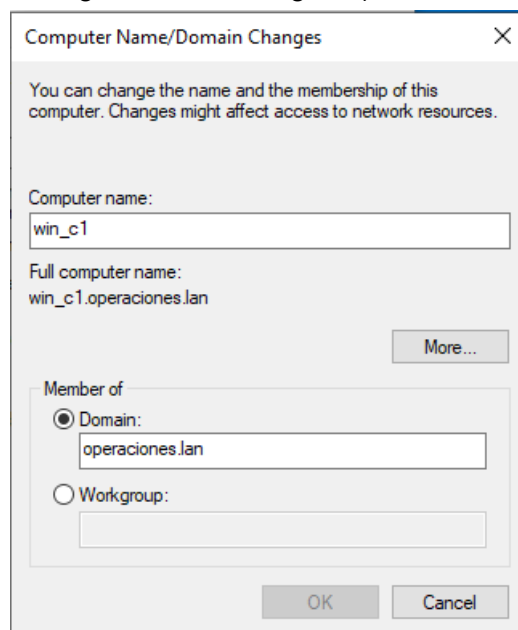 Computer Name/Domain Changes
You can change the name and the membership of this
computer. Changes might affect access to network resources.
Computer name:
win_c1
Full computer name:
win_c1.operaciones.lan
More...
Member of
Domain:
operaciones.lan
Workgroup:
OK
Cancel